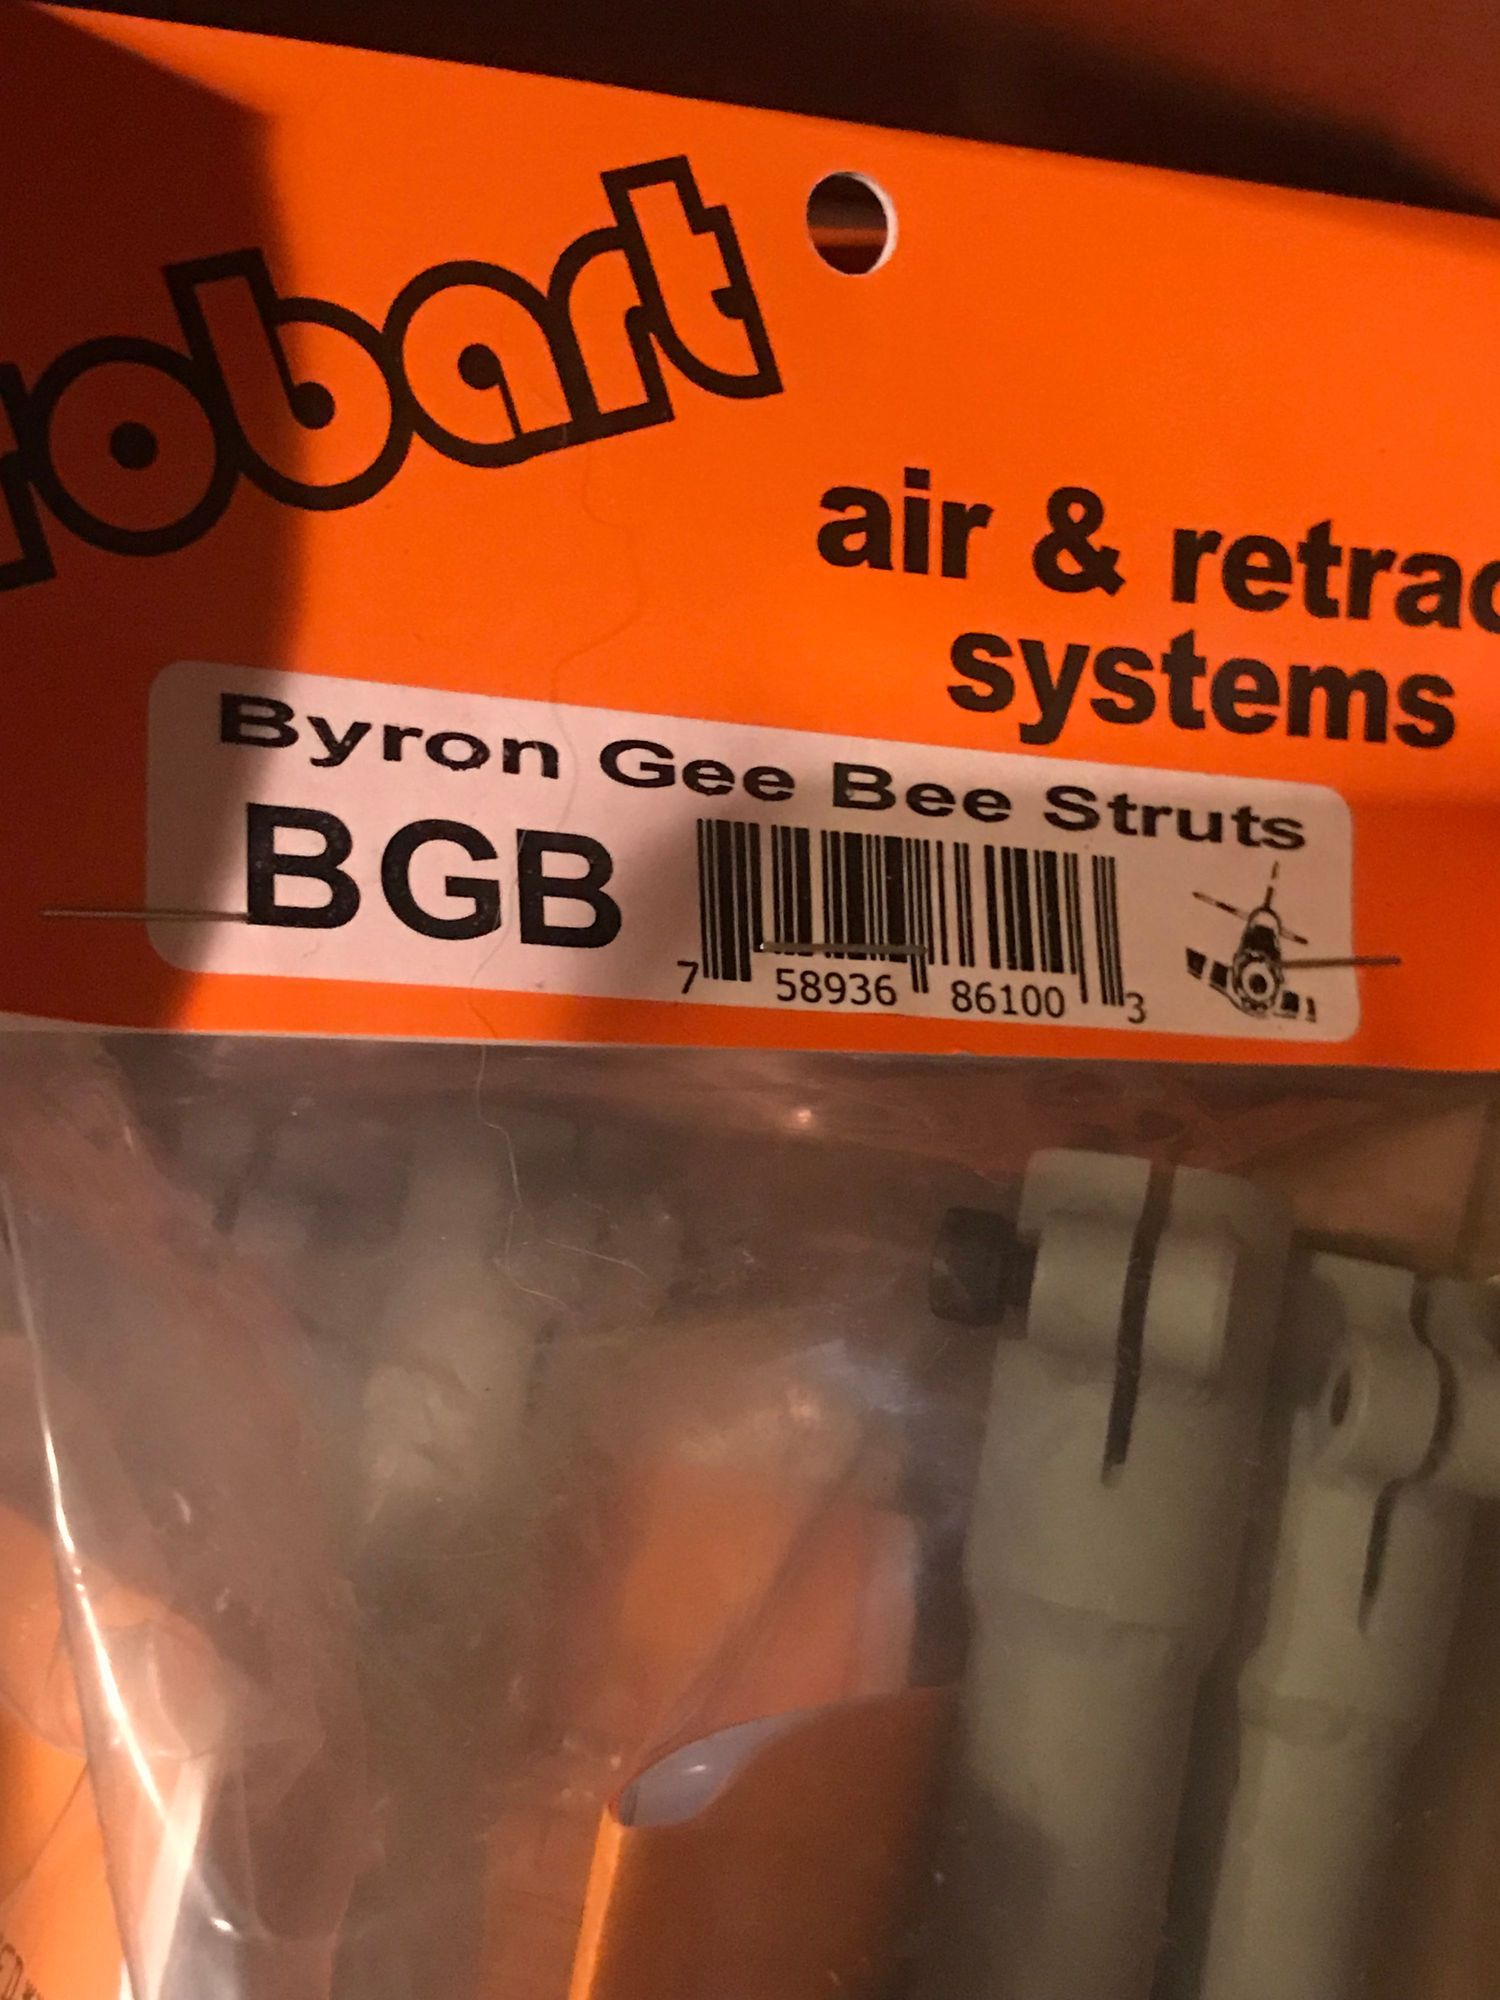 robart
air & retrac
systems
Byron Gee Bee Struts
BGB
7 58936 86100 3